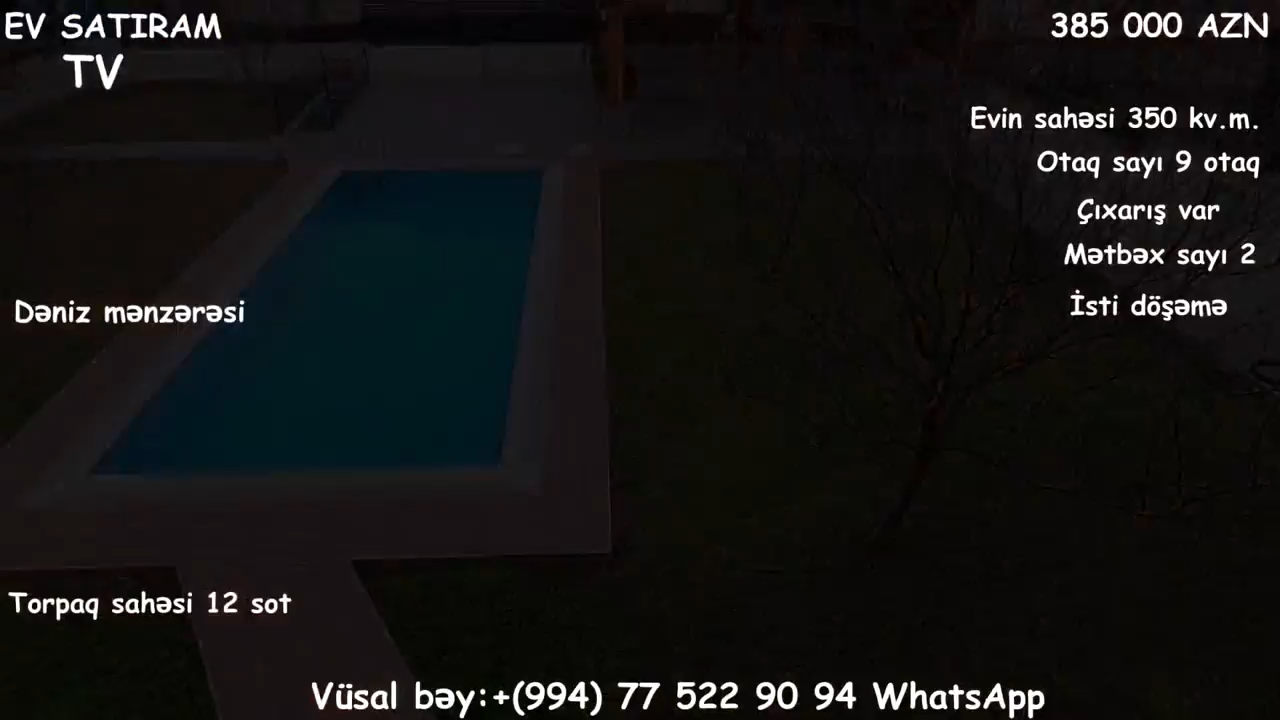 EV SATIRAM
TV
385 000 AZN
Evin sahəsi 350 kv.m.
Otaq sayı 9 otaq
Çıxarış var
Mətbəx sayı 2
İsti döşəmə
Dəniz mənzərəsi
Torpaq sahəsi 12 sot
Vüsal bəy:+(994) 77 522 90 94 WhatsApp